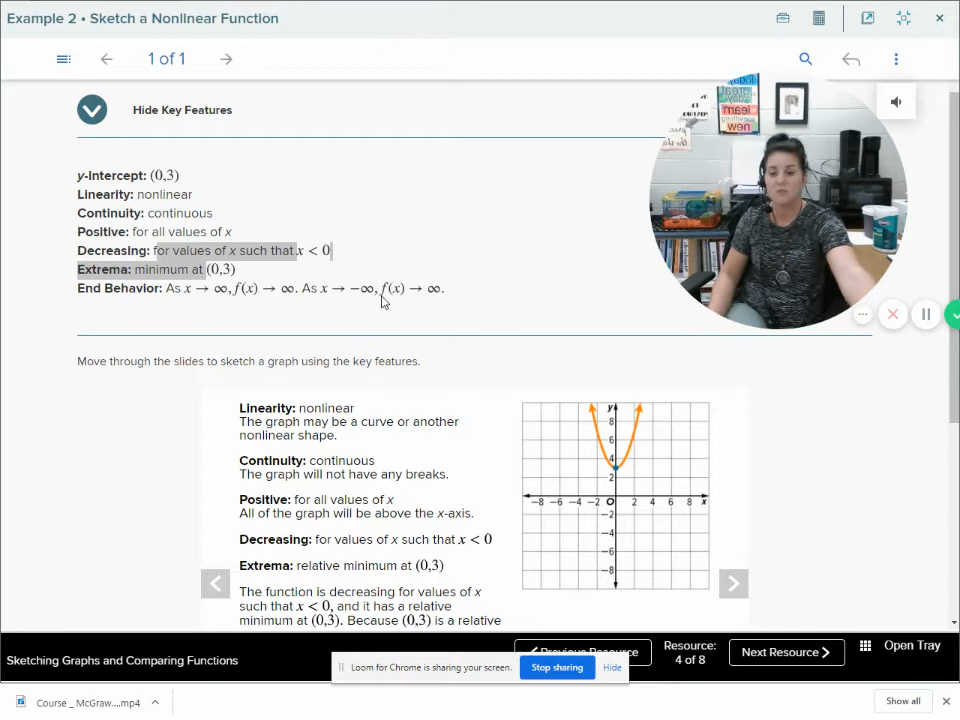 Example 2 • Sketch a Nonlinear Function
1 of 1
Hide Key Features
y-intercept: (0,3)
Linearity: nonlinear
Continuity: continuous
Positive: for all values of x
Decreasing: for values of x such that x < 0
Extrema: minimum at (0,3)
End Behavior: As x → ∞, f(x) → ∞. As x → −∞, f(x) → ∞.
great
learn
something
new
Move through the slides to sketch a graph using the key features.
Linearity: nonlinear
The graph may be a curve or another
nonlinear shape.
Continuity: continuous
The graph will not have any breaks.
Positive: for all values of x
All of the graph will be above the x-axis.
Decreasing: for values of x such that x < 0
Extrema: relative minimum at (0,3)
The function is decreasing for values of x
such that x < 0, and it has a relative
minimum at (0,3). Because (0,3) is a relative
y
8
6
4
2
−8 −6 −4 −2 O 2 4 6 8 x
−2
−4
−6
−8
Sketching Graphs and Comparing Functions
Previous Resource
Resource:
4 of 8
Next Resource
Open Tray
Loom for Chrome is sharing your screen.
Stop sharing
Hide
Course _ McGraw....mp4
Show all